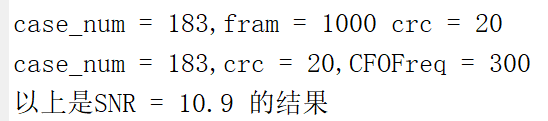 case_num = 183,fram = 1000 crc = 20
case_num = 183,crc = 20,CFOFreq = 300
以上是SNR = 10.9 的结果